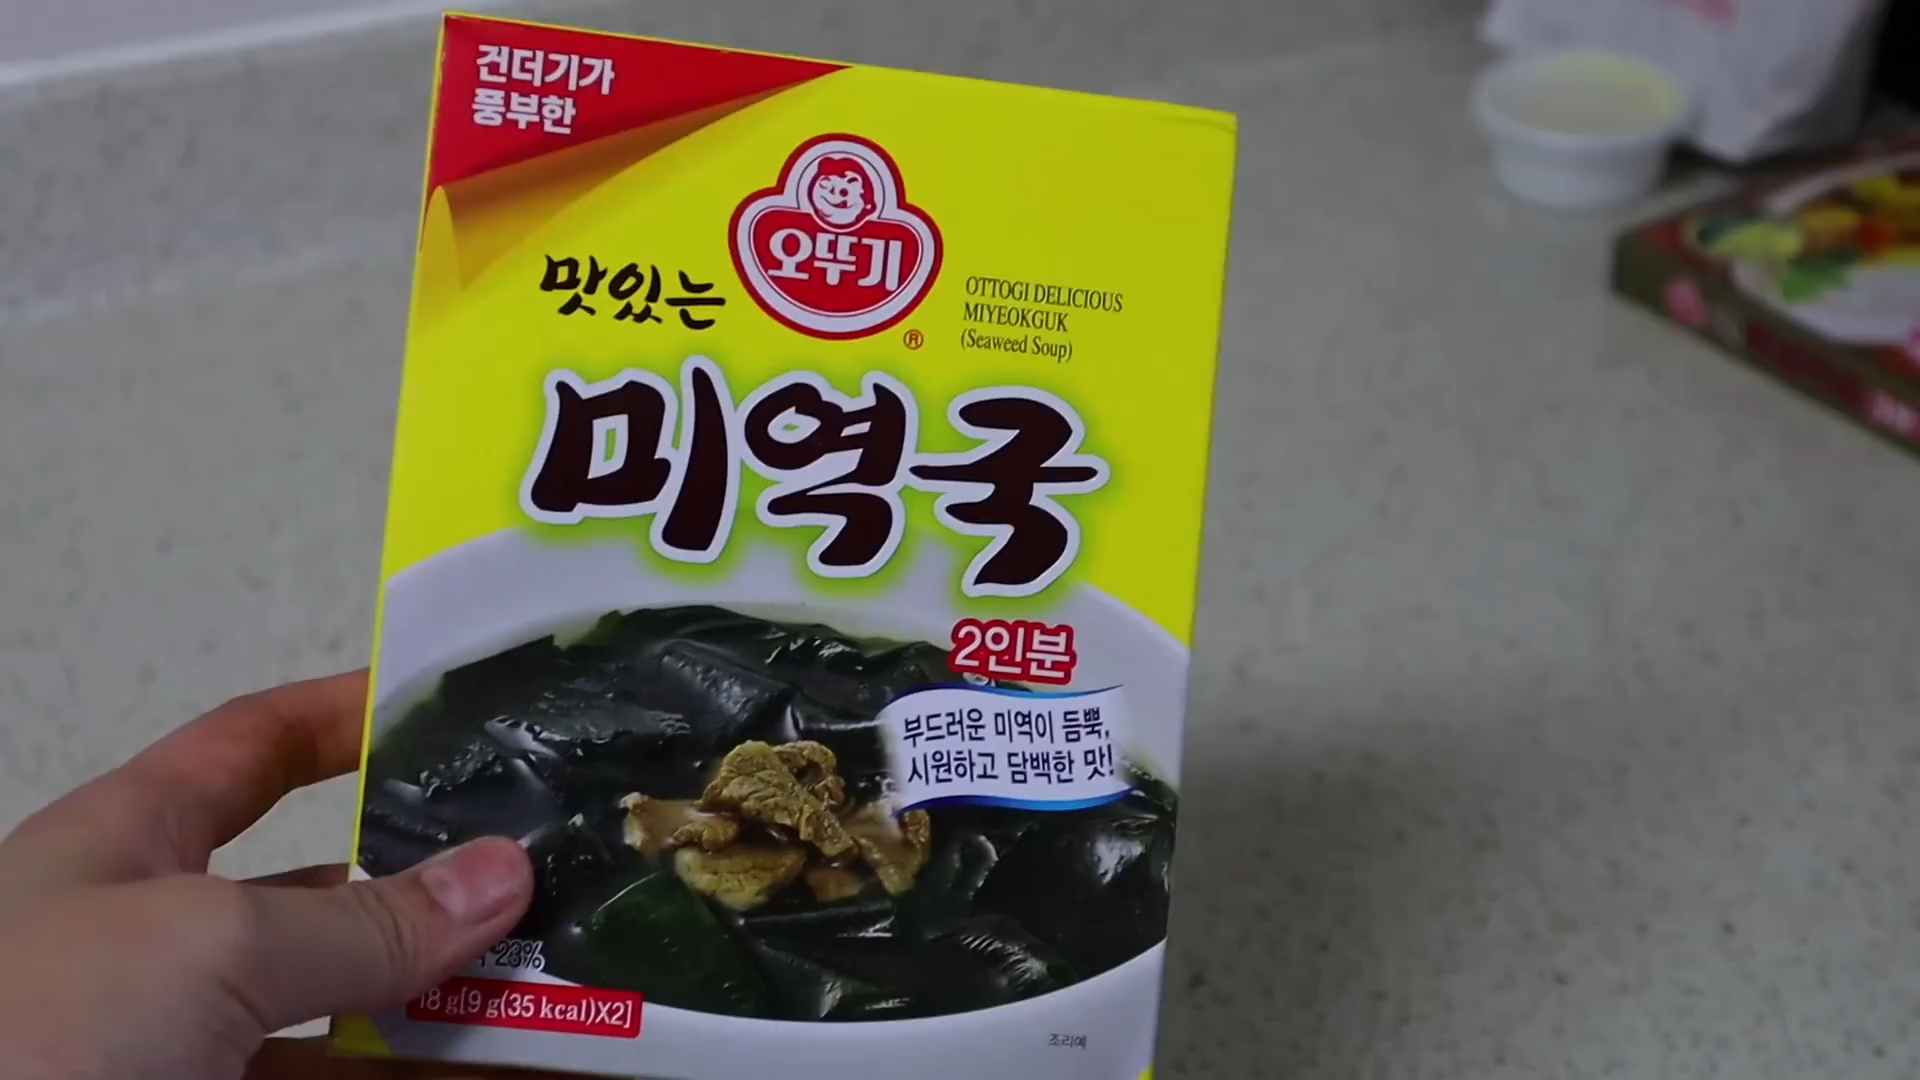 건더기가
풍부한
오뚜기
®
맛있는
OTTOGI DELICIOUS
MIYEOKGUK
(Seaweed Soup)
미역국
2인분
부드러운 미역이 듬뿍,
시원하고 담백한 맛!
23%
18 g[9 g(35 kcal)X2]
조리예